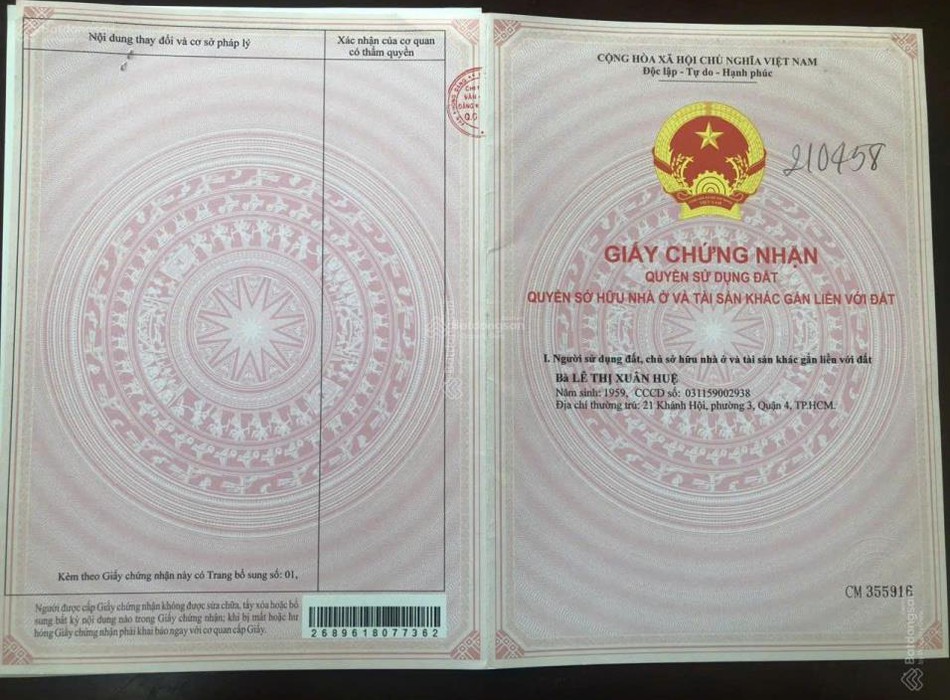 Nội dung thay đổi và cơ sở pháp lý
Xác nhận của cơ quan
có thẩm quyền
Kèm theo Giấy chứng nhận này có Trang bổ sung số: 01,
Người được cấp Giấy chứng nhận không được sửa chữa, tẩy xóa hoặc bổ
sung bất kỳ nội dung nào trong Giấy chứng nhận; khi bị mất hoặc hư
hỏng Giấy chứng nhận phải khai báo ngay với cơ quan cấp Giấy.
2689618077362
CỘNG HÒA XÃ HỘI CHỦ NGHĨA VIỆT NAM
Độc lập - Tự do - Hạnh phúc
210458
GIẤY CHỨNG NHẬN
QUYỀN SỬ DỤNG ĐẤT
QUYỀN SỞ HỮU NHÀ Ở VÀ TÀI SẢN KHÁC GẮN LIỀN VỚI ĐẤT
I. Người sử dụng đất, chủ sở hữu nhà ở và tài sản khác gắn liền với đất
Bà LÊ THỊ XUÂN HUỆ
Năm sinh: 1959, CCCD số: 031159002938
Địa chỉ thường trú: 21 Khánh Hội, phường 3, Quận 4, TP.HCM.
CM 355916
Batdongsan